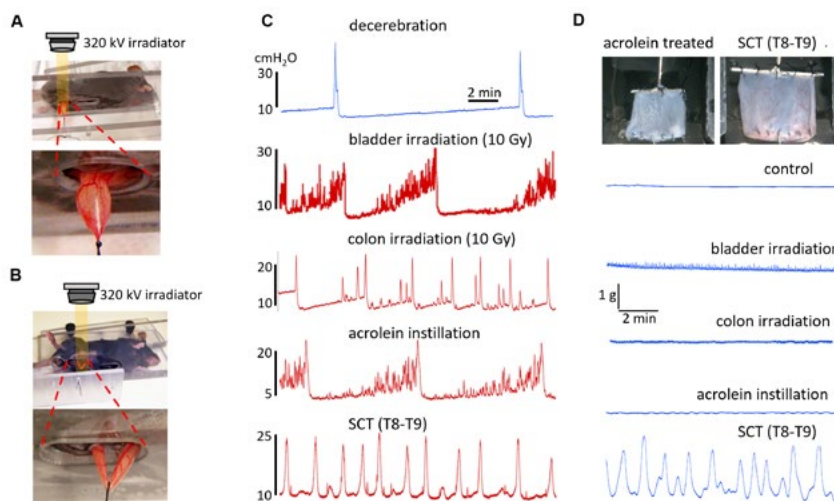 A
320 kV irradiator
B
320 kV irradiator
C
decerebration
cmH₂O
30
10
2 min
bladder irradiation (10 Gy)
30
10
colon irradiation (10 Gy)
20
10
acrolein instillation
20
5
SCT (T8-T9)
25
10
D
acrolein treated
SCT (T8-T9)
control
bladder irradiation
1 g
2 min
colon irradiation
acrolein instillation
SCT (T8-T9)